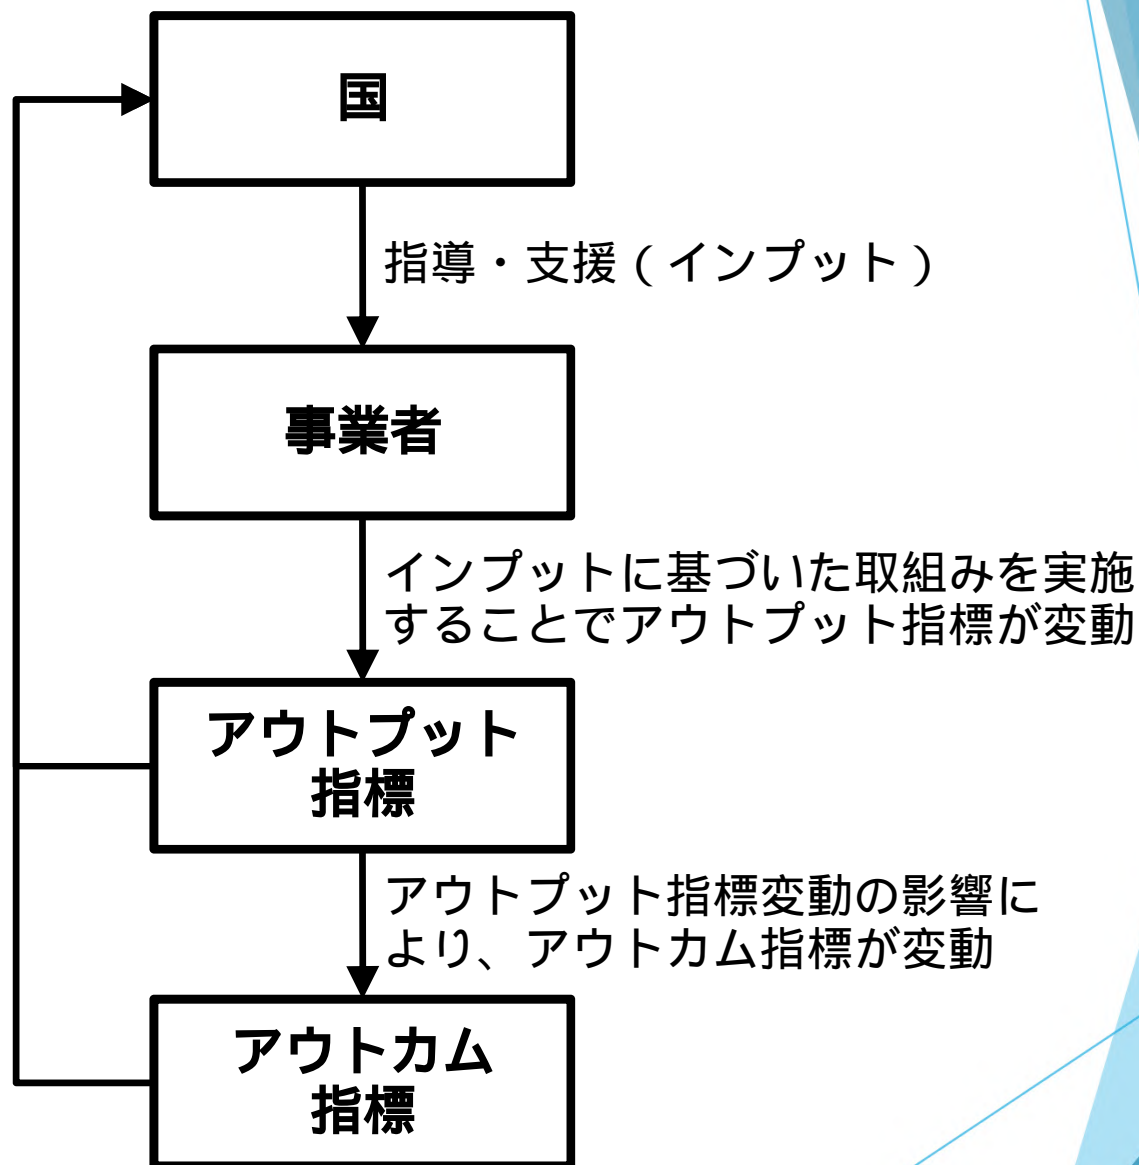 国
指導・支援（インプット）
事業者
インプットに基づいた取組みを実施
することでアウトプット指標が変動
アウトプット
指標
アウトプット指標変動の影響に
より、アウトカム指標が変動
アウトカム
指標